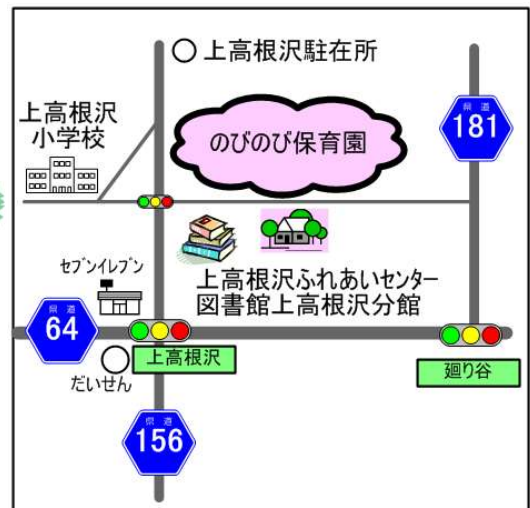 上高根沢駐在所
県道
181
上高根沢
小学校
のびのび保育園
セブンイレブン
上高根沢ふれあいセンター
図書館上高根沢分館
県道
64
上高根沢
廻り谷
だいせん
県道
156